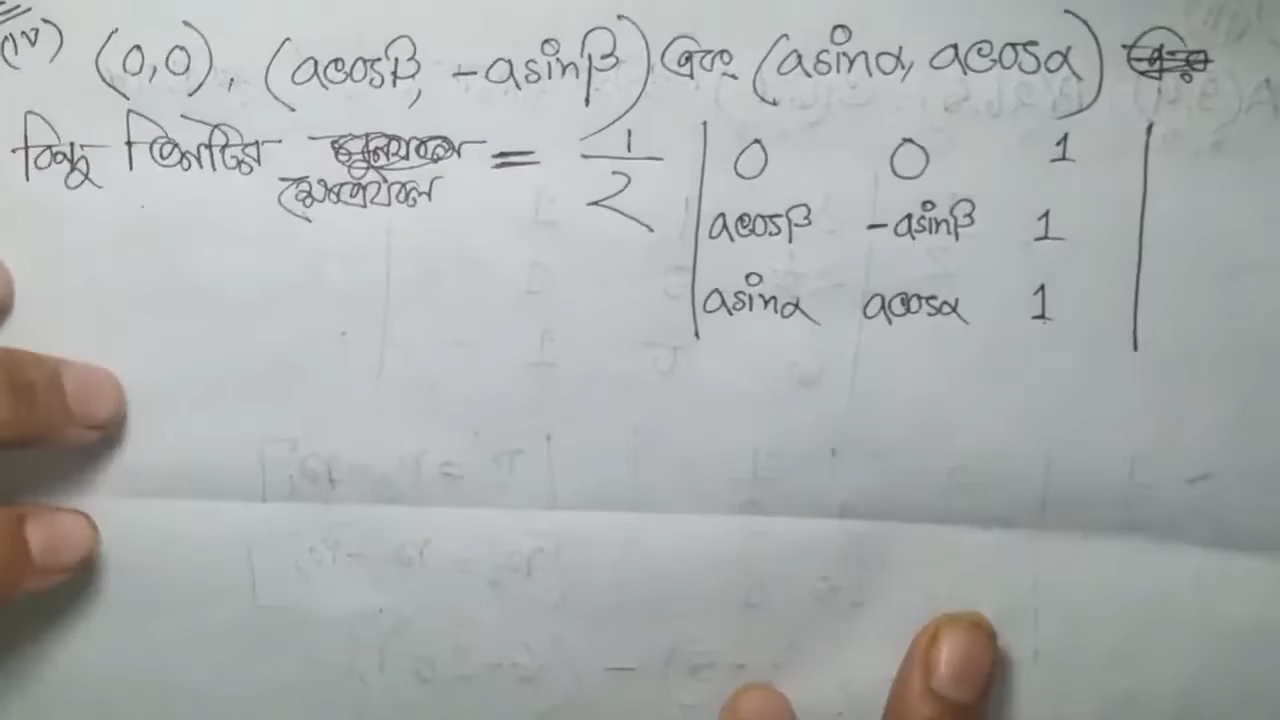 (iv) (0,0), (acosβ, -asinβ) এবং (asinα, acosα)
বিন্দু তিনটির ক্ষেত্রফল = 1/2 | 0 0 1 |
acosβ -asinβ 1
asinα acosα 1